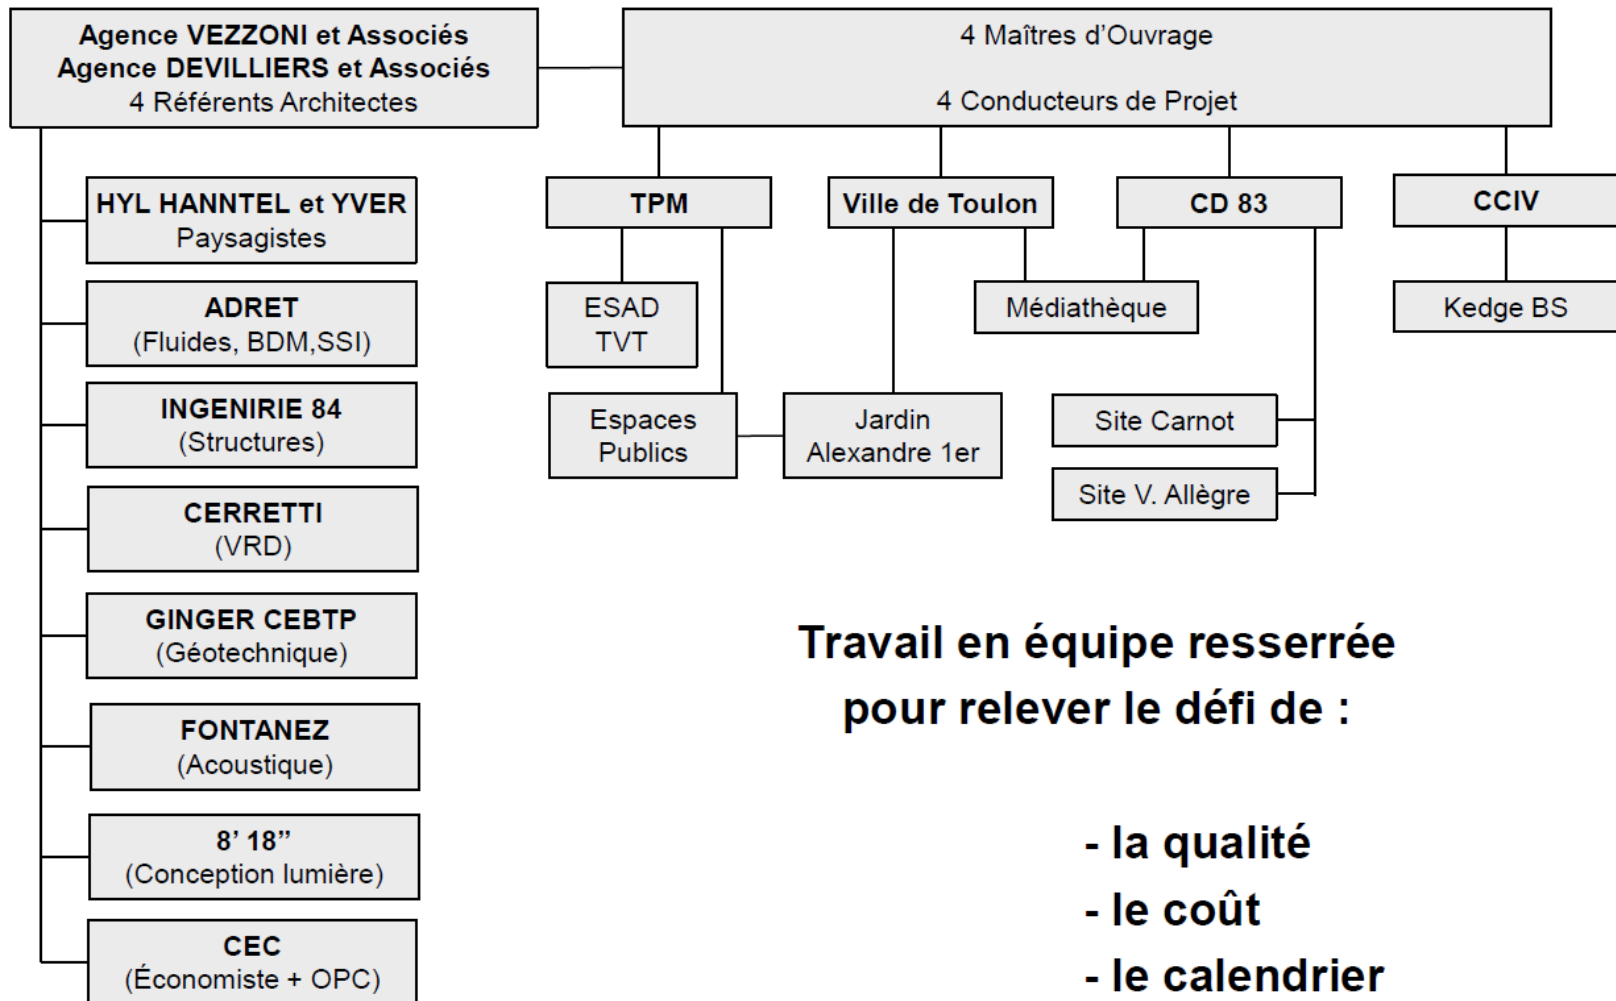 Agence VEZZONI et Associés
Agence DEVILLIERS et Associés
4 Référents Architectes
4 Maîtres d'Ouvrage
4 Conducteurs de Projet
HYL HANNTEL et YVER
Paysagistes
ADRET
(Fluides, BDM,SSI)
INGENIRIE 84
(Structures)
CERRETTI
(VRD)
GINGER CEBTP
(Géotechnique)
FONTANEZ
(Acoustique)
8' 18’’
(Conception lumière)
CEC
(Économiste + OPC)
TPM
Ville de Toulon
CD 83
CCIV
ESAD
TVT
Médiathèque
Kedge BS
Espaces
Publics
Jardin
Alexandre 1er
Site Carnot
Site V. Allègre
Travail en équipe resserrée
pour relever le défi de :
- la qualité
- le coût
- le calendrier